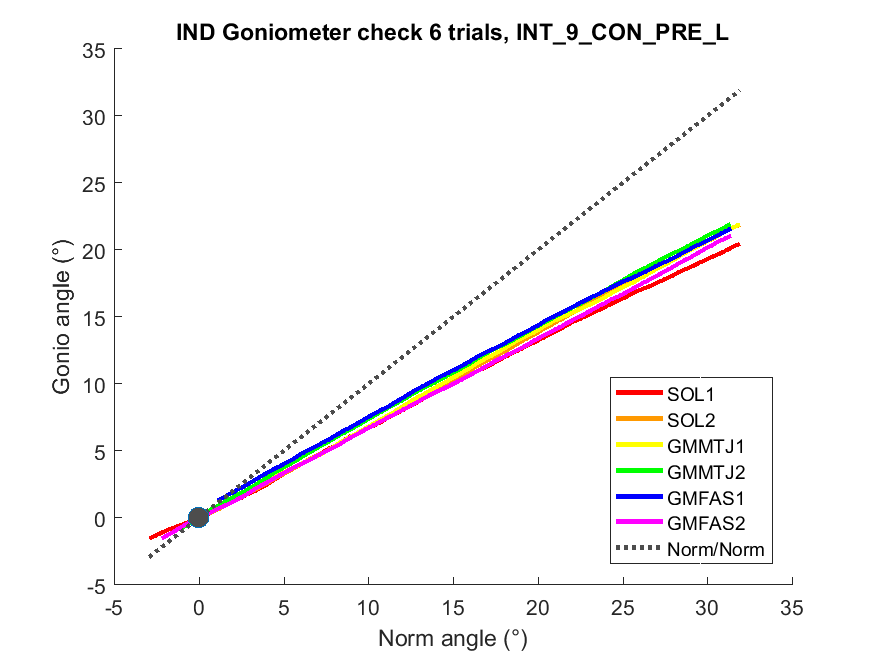 IND Goniometer check 6 trials, INT_9_CON_PRE_L
35
30
25
20
15
10
5
0
-5
Gonio angle (°)
-5 0 5 10 15 20 25 30 35
Norm angle (°)
SOL1
SOL2
GMMTJ1
GMMTJ2
GMFAS1
GMFAS2
Norm/Norm